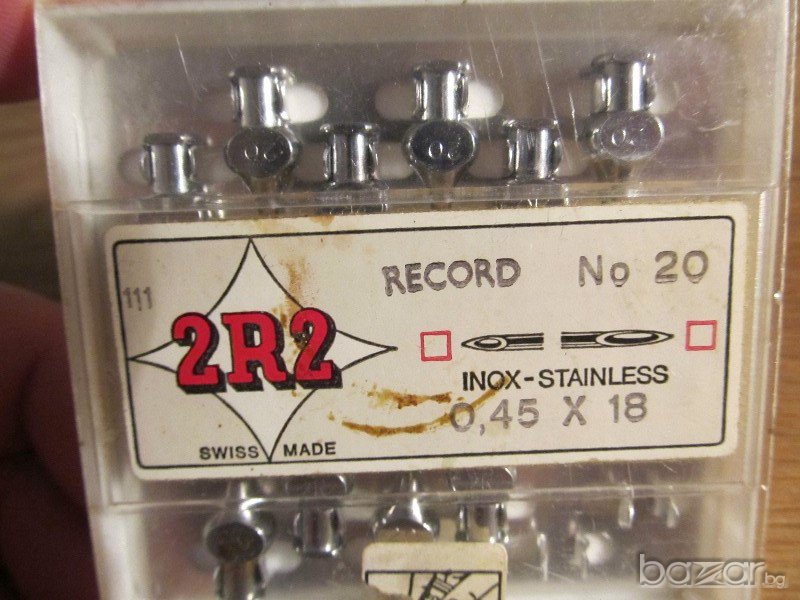 RECORD No 20
111
2R2
INOX-STAINLESS
0,45 X 18
SWISS MADE
bazar.bg